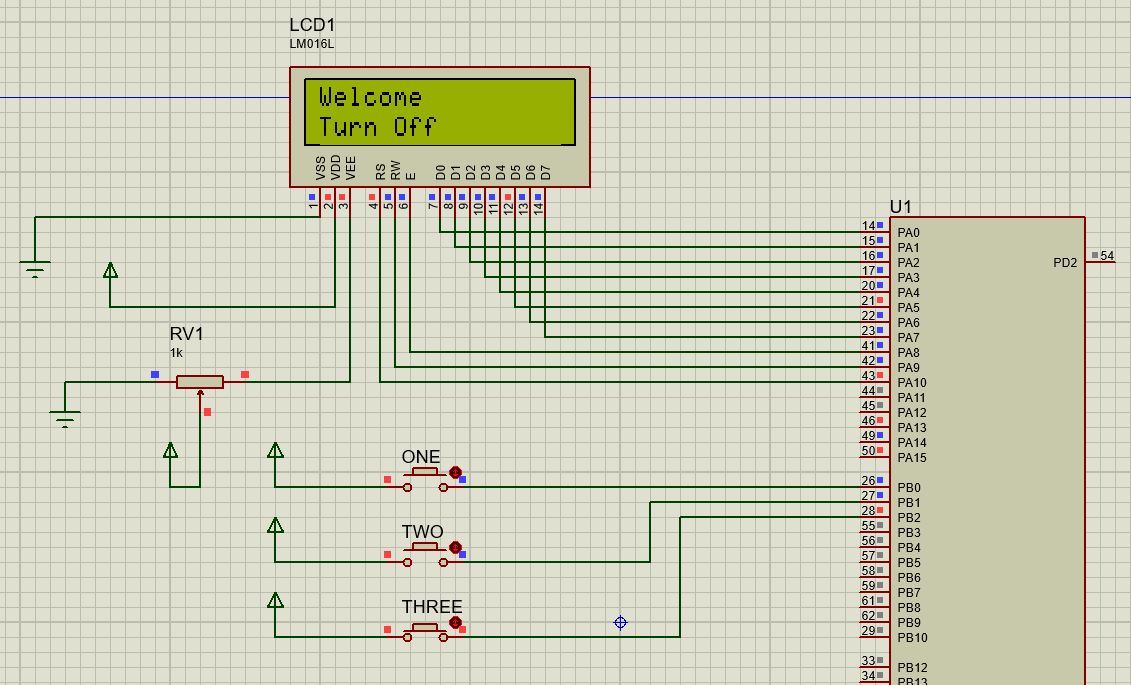 LCD1
LM016L
Welcome
Turn Off
VSS VDD VEE RS RW E D0 D1 D2 D3 D4 D5 D6 D7
1 2 3 4 5 6 7 8 9 10 11 12 13 14
U1
14 PA0
15 PA1
16 PA2
17 PA3
20 PA4
21 PA5
22 PA6
23 PA7
41 PA8
42 PA9
43 PA10
44 PA11
45 PA12
46 PA13
49 PA14
50 PA15
PD2 54
RV1
1k
ONE
TWO
THREE
26 PB0
27 PB1
28 PB2
55 PB3
56 PB4
57 PB5
58 PB6
59 PB7
61 PB8
62 PB9
29 PB10
33 PB12
34 PB13